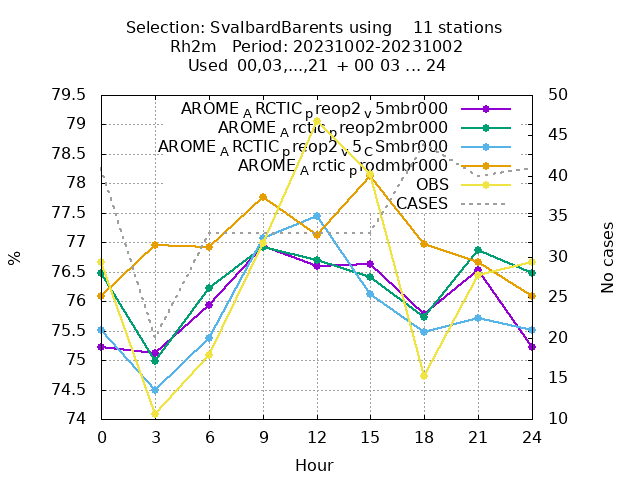 Selection: SvalbardBarents using    11 stations
Rh2m   Period: 20231002-20231002
Used  00,03,...,21  + 00 03 ... 24
79.5
79
78.5
78
77.5
77
76.5
76
75.5
75
74.5
74
%
AROME_ARCTIC_preop2_v5mbr000
AROME_Arctic_preop2mbr000
AROME_ARCTIC_preop2_v5_CSmbr000
AROME_Arctic_prodmbr000
OBS
CASES
50
45
40
35
30
25
20
15
10
No cases
0 3 6 9 12 15 18 21 24
Hour